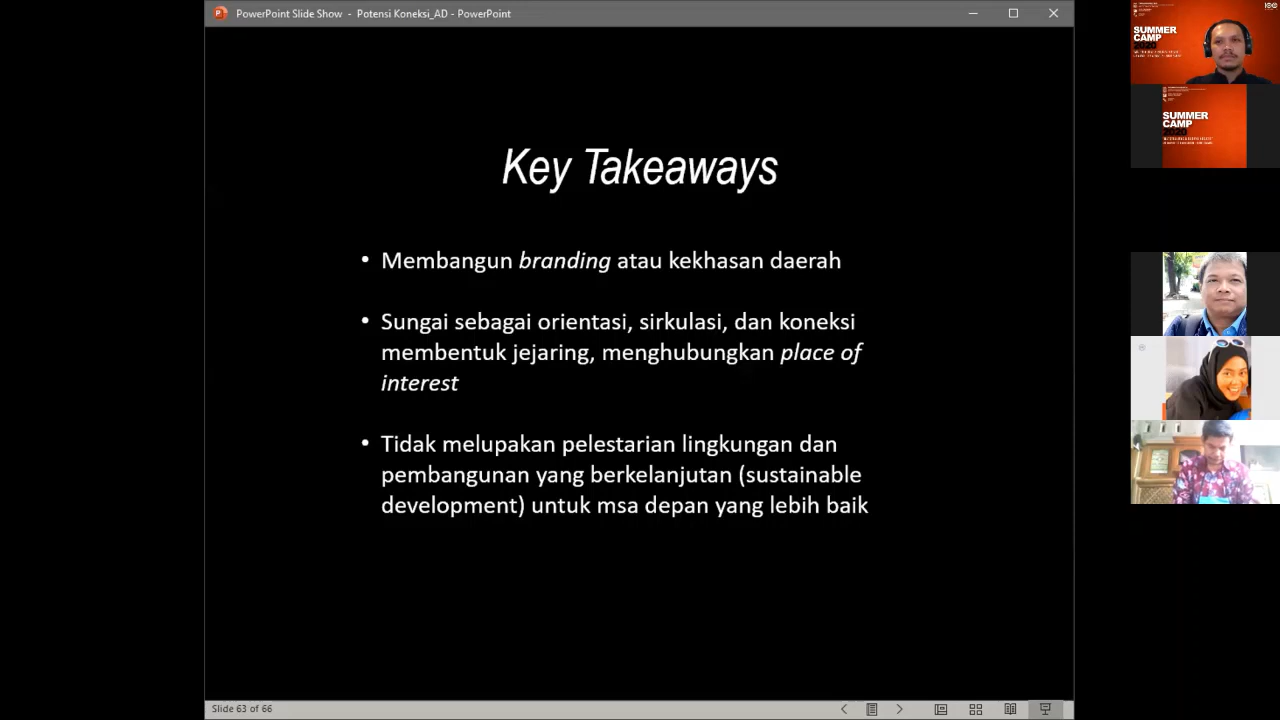 PowerPoint Slide Show - Potensi Koneksi_AD - PowerPoint
Key Takeaways
• Membangun branding atau kekhasan daerah
• Sungai sebagai orientasi, sirkulasi, dan koneksi
membentuk jejaring, menghubungkan place of
interest
• Tidak melupakan pelestarian lingkungan dan
pembangunan yang berkelanjutan (sustainable
development) untuk msa depan yang lebih baik
Slide 63 of 66
SUMMER
CAMP
2020
SUMMER
CAMP
2020